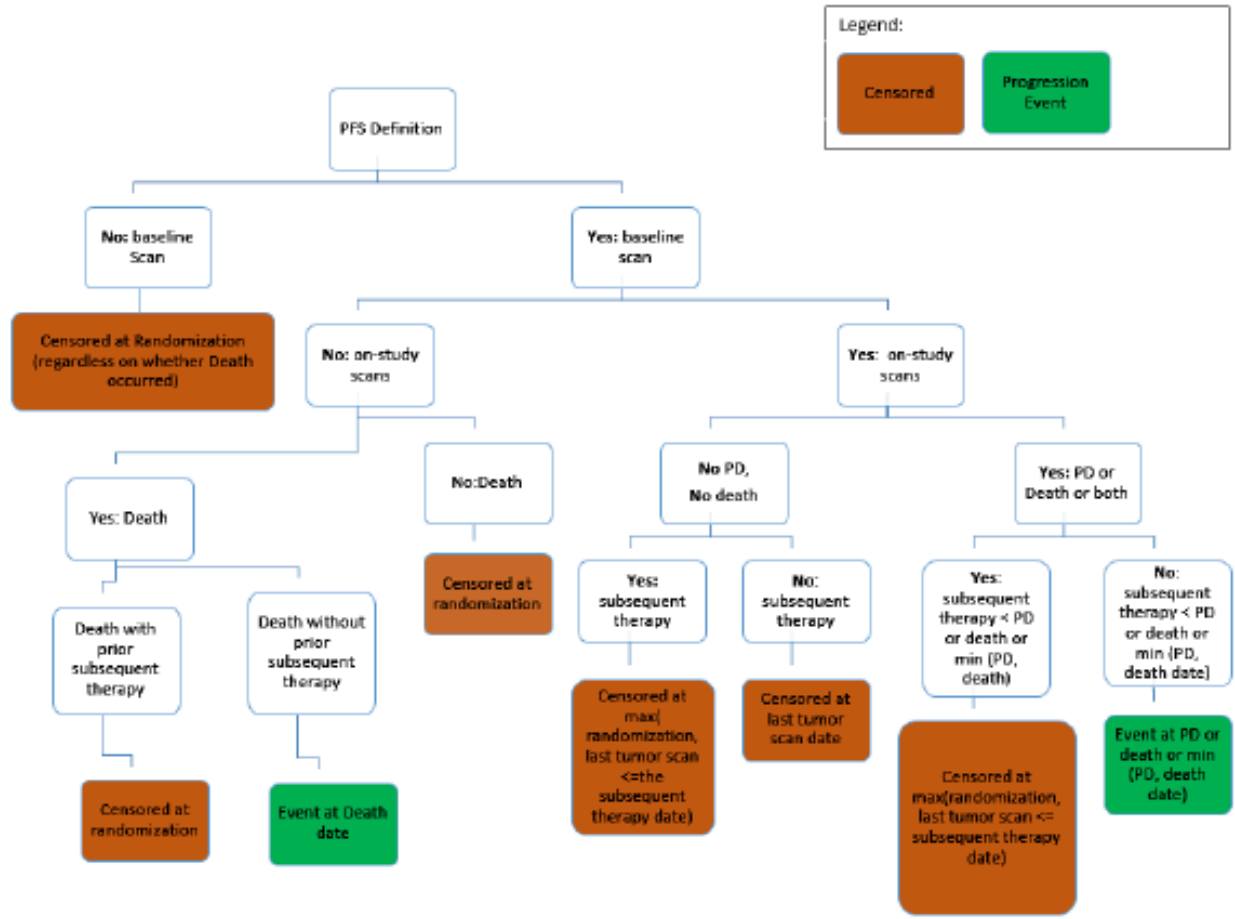 Legend:
Censored
Progression
Event
PFS Definition
No: baseline
Scan
Yes: baseline
scan
Censored at Randomization
(regardless on whether Death
occurred)
No: on-study
scans
Yes: on-study
scans
Yes: Death
No:Death
No PD,
No death
Yes: PD or
Death or both
Death with
prior
subsequent
therapy
Death without
prior
subsequent
therapy
Censored at
randomization
Yes:
subsequent
therapy
No:
subsequent
therapy
Yes:
subsequent
therapy < PD
or death or
min (PD,
death)
No:
subsequent
therapy < PD
or death or
min (PD,
death date)
Censored at
randomization
Event at Death
date
Censored at
max(
randomization,
last tumor scan
<=the
subsequent
therapy date)
Censored at
last tumor
scan date
Censored at
max(randomization,
last tumor scan <=
subsequent therapy
date)
Event at PD or
death or min
(PD, death
date)